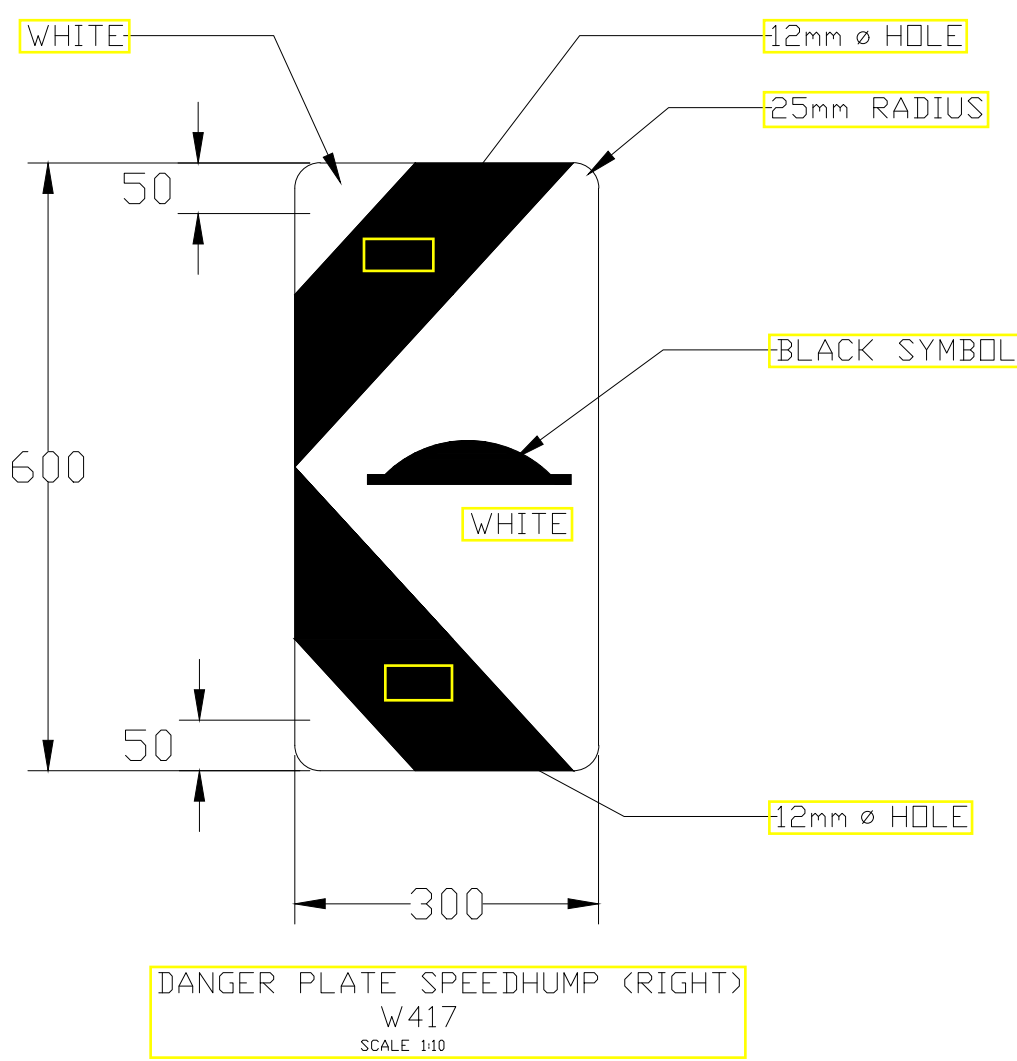 WHITE
12mm ø HOLE
25mm RADIUS
50
BLACK SYMBOL
600
WHITE
50
12mm ø HOLE
300
DANGER PLATE SPEEDHUMP (RIGHT)
W417
SCALE 1:10